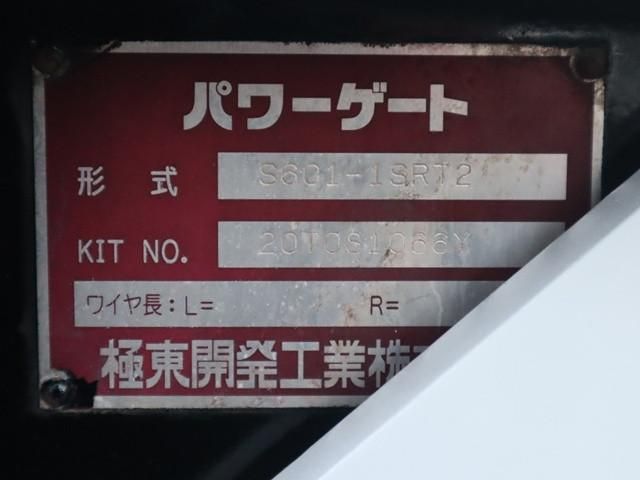 パワーゲート
形式 S601-1SRT2
KIT NO. 20T0S1066Y
ワイヤ長:L= R=
極東開発工業株